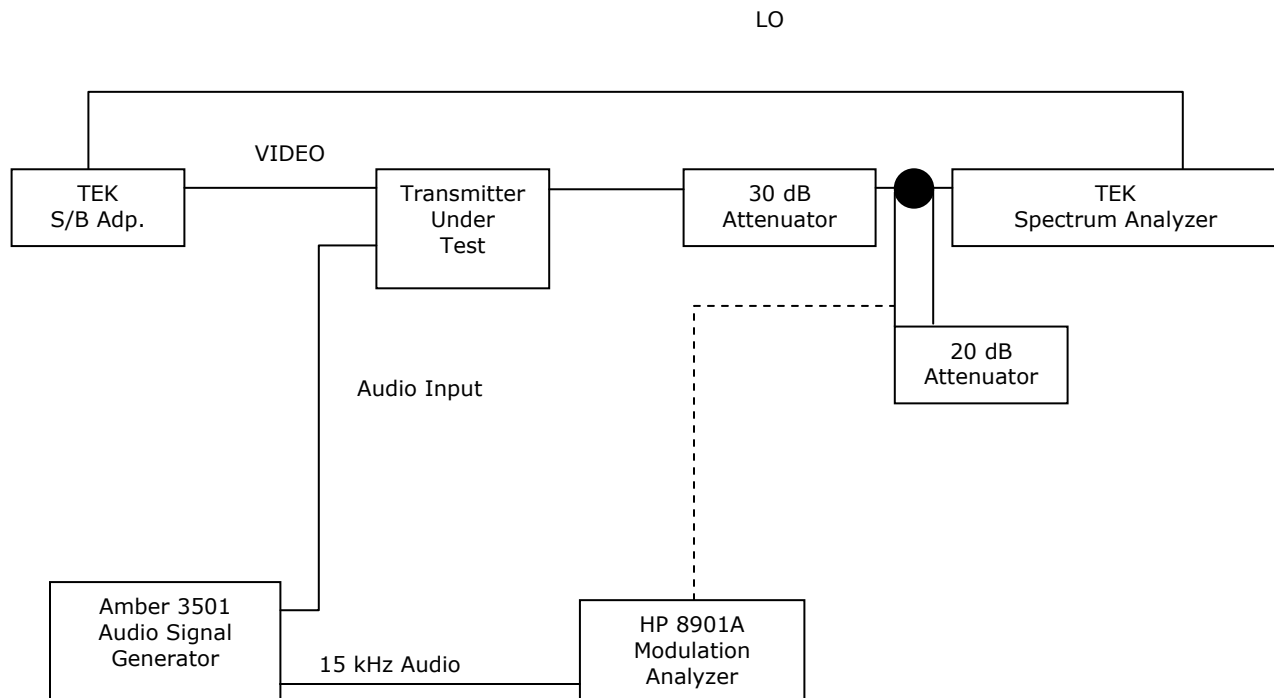 LO
VIDEO
TEK
S/B Adp.
Transmitter
Under
Test
30 dB
Attenuator
TEK
Spectrum Analyzer
20 dB
Attenuator
Audio Input
Amber 3501
Audio Signal
Generator
15 kHz Audio
HP 8901A
Modulation
Analyzer